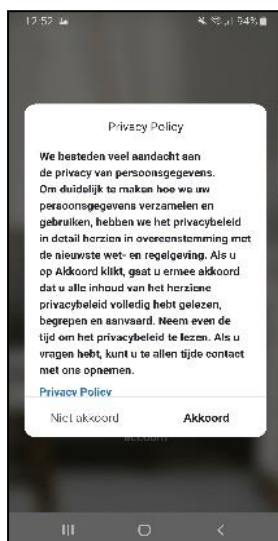 12:52
94%
Privacy Policy
We besteden veel aandacht aan
de privacy van persoonsgegevens.
Om duidelijk te maken hoe we uw
persoonsgegevens verzamelen en
gebruiken, hebben we het privacybeleid
in detail herzien in overeenstemming met
de nieuwste wet- en regelgeving. Als u
op Akkoord klikt, gaat u ermee akkoord
dat u alle inhoud van het herziene
privacybeleid volledig hebt gelezen,
begrepen en aanvaard. Neem even de
tijd om het privacybeleid te lezen. Als u
vragen hebt, kunt u te allen tijde contact
met ons opnemen.
Privacy Policy
Niet akkoord Akkoord